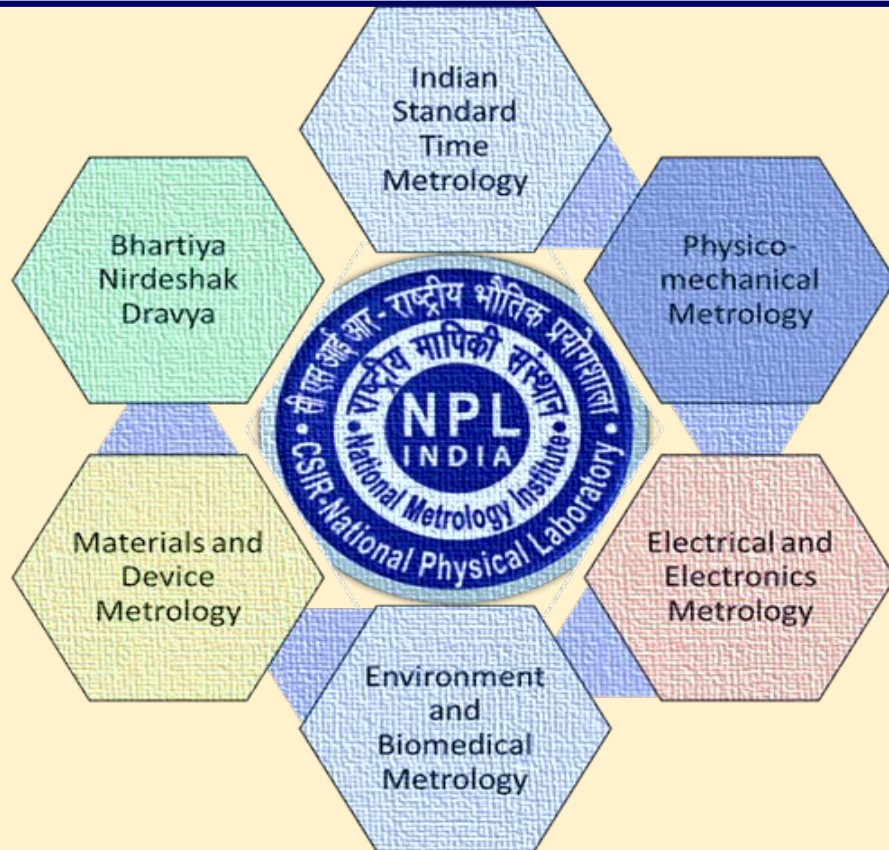 Indian
Standard
Time
Metrology
Physico-
mechanical
Metrology
Electrical and
Electronics
Metrology
Environment
and
Biomedical
Metrology
Materials and
Device
Metrology
Bhartiya
Nirdeshak
Dravya
सी एस आई आर - राष्ट्रीय भौतिक प्रयोगशाला
राष्ट्रीय मापिकी संस्थान
NPL
INDIA
• National Metrology Institute •
• CSIR-National Physical Laboratory •